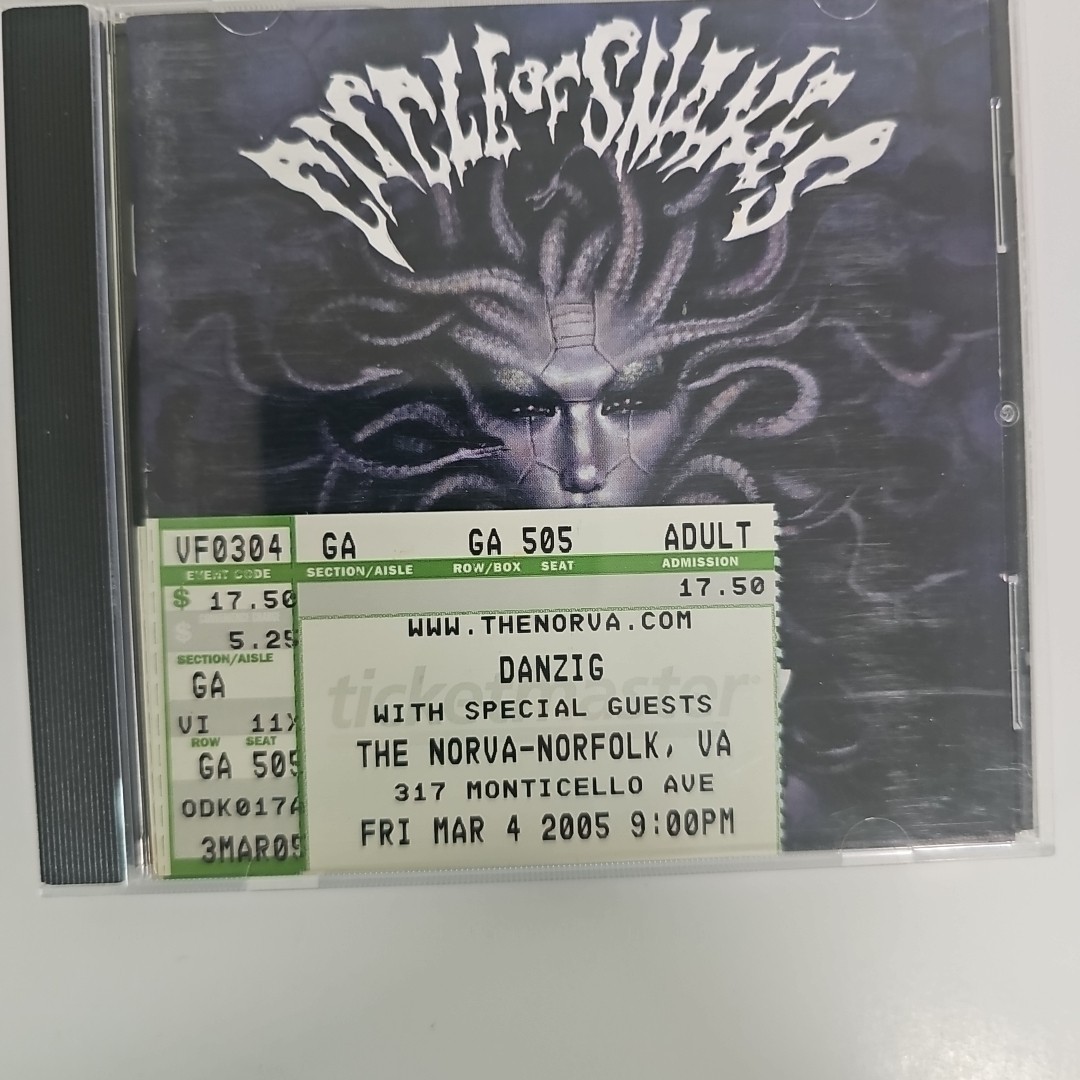 CIRCLE OF SNAKES
VF0304 GA GA 505 ADULT
EVENT CODE SECTION/AISLE ROW/BOX SEAT ADMISSION
$ 17.50 17.50
$ 5.25 WWW.THENORVA.COM
SECTION/AISLE DANZIG
GA ticketmaster
WITH SPECIAL GUESTS
VI 11X THE NORVA-NORFOLK, VA
ROW SEAT
GA 505 317 MONTICELLO AVE
ODK017A FRI MAR 4 2005 9:00PM
3MAR05